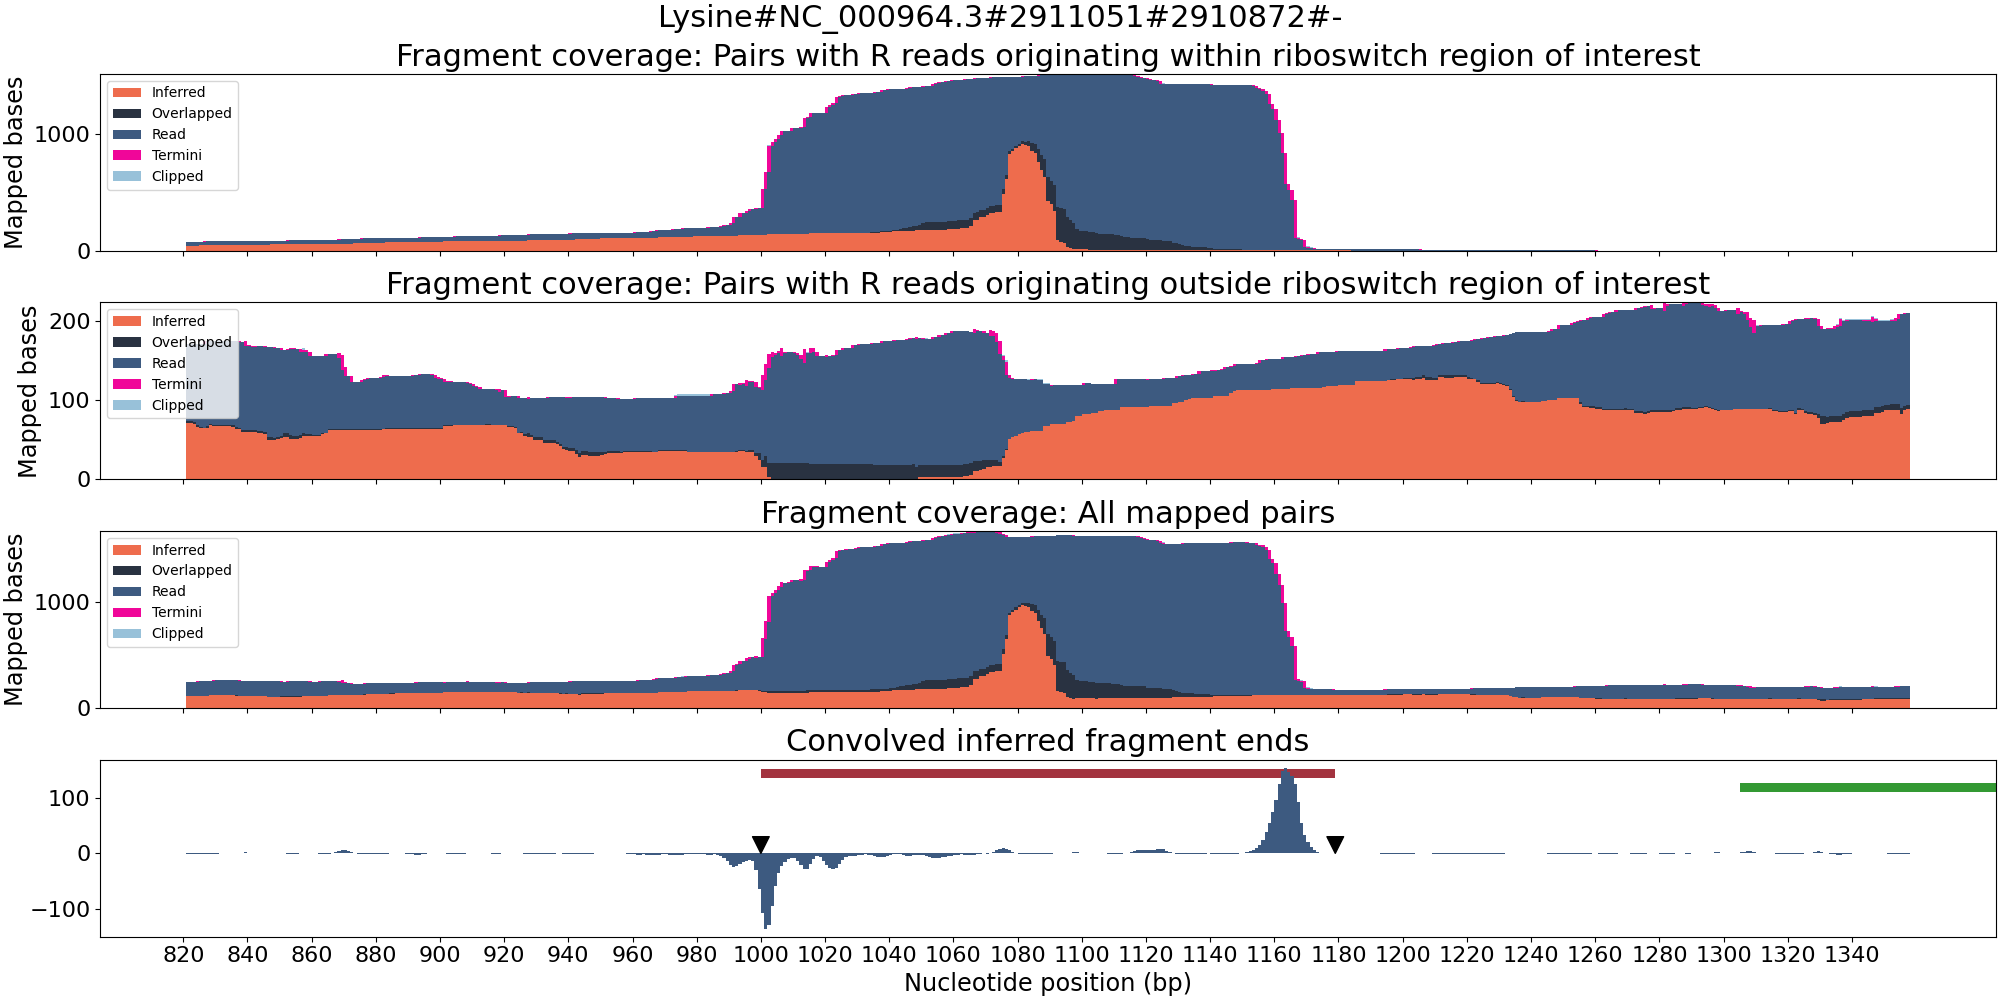 Lysine#NC_000964.3#2911051#2910872#-
Fragment coverage: Pairs with R reads originating within riboswitch region of interest
Mapped bases
1000
0
Inferred
Overlapped
Read
Termini
Clipped
Fragment coverage: Pairs with R reads originating outside riboswitch region of interest
Mapped bases
200
100
0
Inferred
Overlapped
Read
Termini
Clipped
Fragment coverage: All mapped pairs
Mapped bases
1000
0
Inferred
Overlapped
Read
Termini
Clipped
Convolved inferred fragment ends
100
0
−100
820 840 860 880 900 920 940 960 980 1000 1020 1040 1060 1080 1100 1120 1140 1160 1180 1200 1220 1240 1260 1280 1300 1320 1340
Nucleotide position (bp)